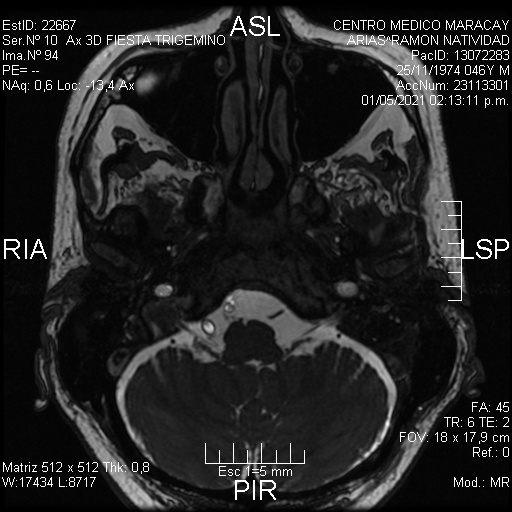 EstID: 22667
Ser.Nº 10 Ax 3D FIESTA TRIGEMINO
Ima.Nº 94
PE= --
NAq: 0,6 Loc: -13,4 Ax
ASL
CENTRO MEDICO MARACAY
ARIAS^RAMON NATIVIDAD
PacID: 13072283
25/11/1974 046Y M
AccNum: 23113301
01/05/2021 02:13:11 p.m.
RIA
LSP
FA: 45
TR: 6 TE: 2
FOV: 18 x 17,9 cm
Ref.: 0
Mod.: MR
Matriz 512 x 512 Thk: 0,8
W:17434 L:8717
Esc 1=5 mm
PIR